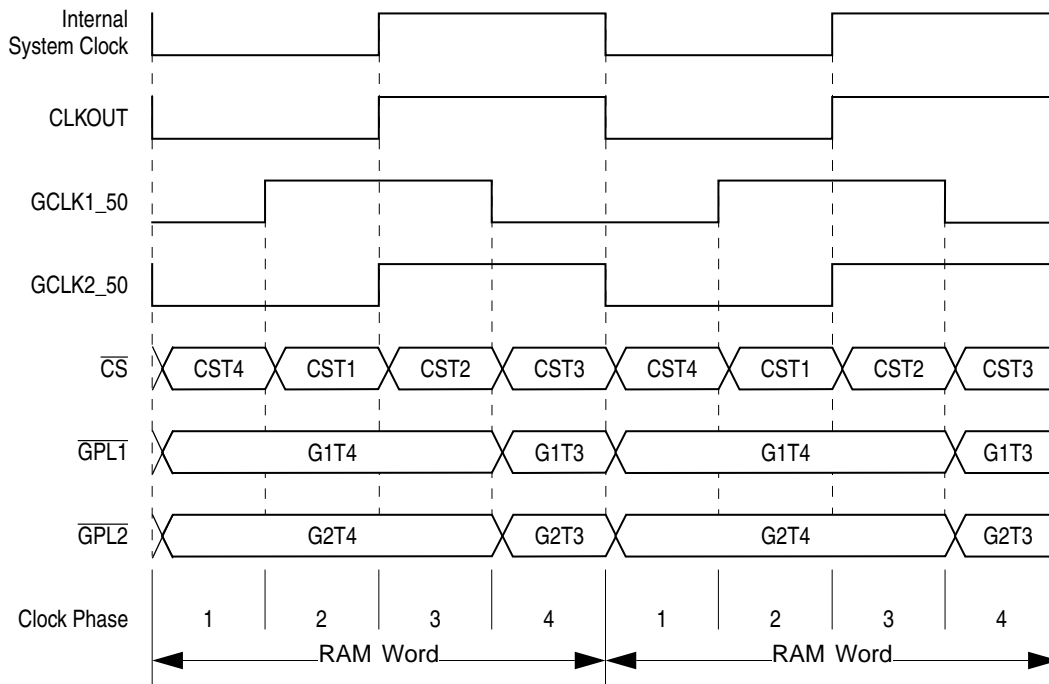 Internal
System Clock
CLKOUT
GCLK1_50
GCLK2_50
CS CST4 CST1 CST2 CST3 CST4 CST1 CST2 CST3
GPL1 G1T4 G1T3 G1T4 G1T3
GPL2 G2T4 G2T3 G2T4 G2T3
Clock Phase 1 2 3 4 1 2 3 4
RAM Word RAM Word